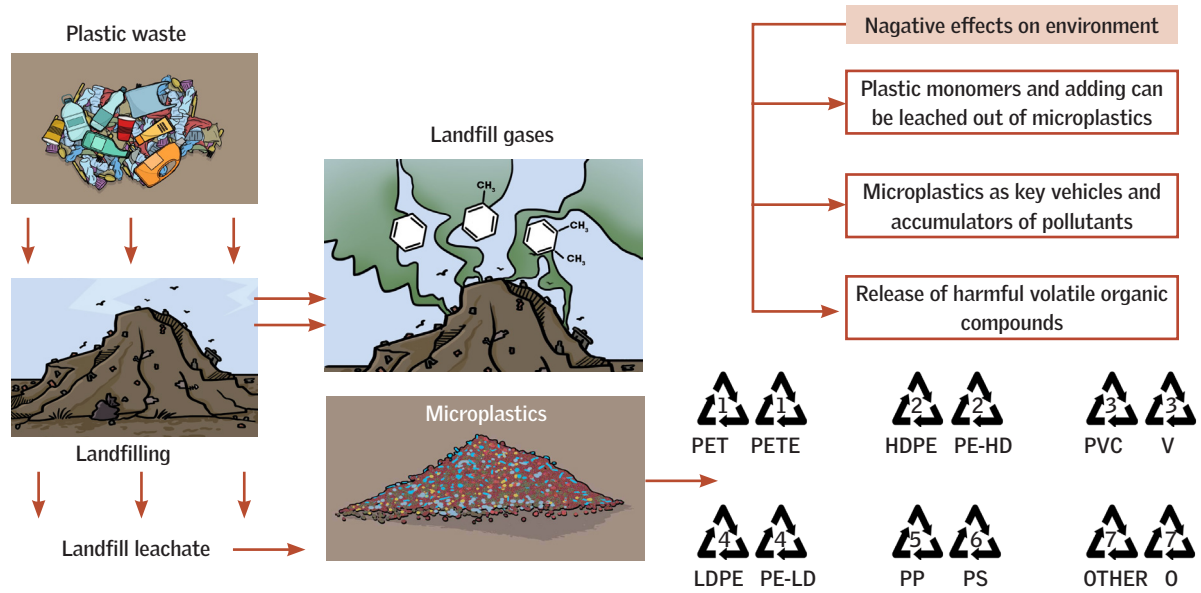 Plastic waste
Landfilling
Landfill leachate
Landfill gases
CH₃
CH₃
CH₃
Microplastics
Nagative effects on environment
Plastic monomers and adding can
be leached out of microplastics
Microplastics as key vehicles and
accumulators of pollutants
Release of harmful volatile organic
compounds
1 1 2 2 3 3
PET PETE HDPE PE-HD PVC V
4 4 5 6 7 7
LDPE PE-LD PP PS OTHER O